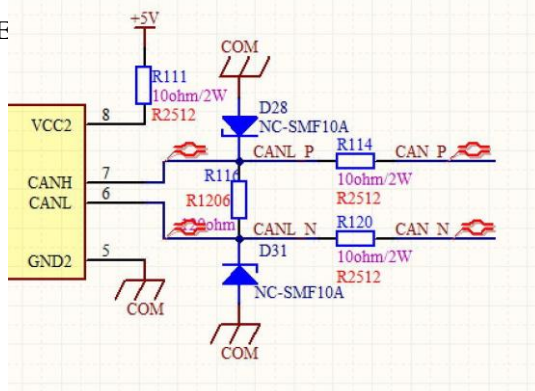 +5V
E
COM
R111
10ohm/2W
R2512
D28
NC-SMF10A
VCC2
8
CANL_P
R114
CAN_P
10ohm/2W
R2512
CANH
7
R116
CANL
6
R1206
120ohm
CANL_N
R120
CAN_N
D31
10ohm/2W
R2512
GND2
5
NC-SMF10A
COM
COM